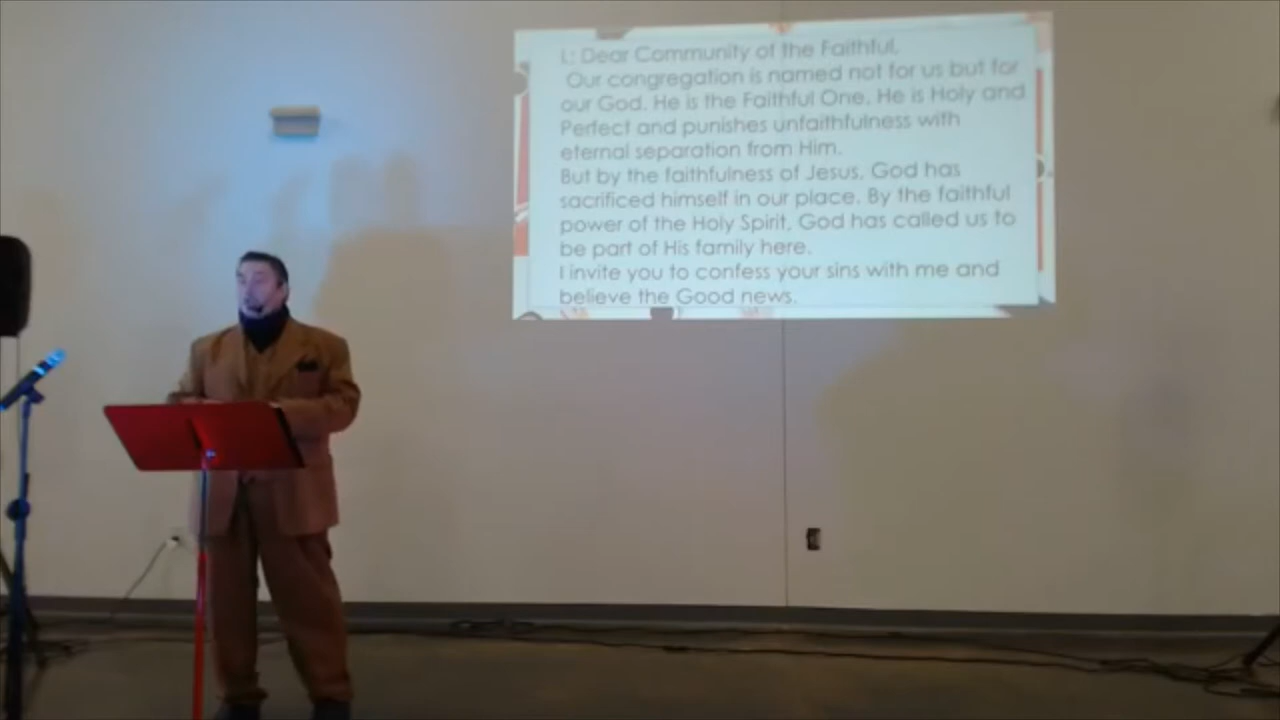 L: Dear Community of the Faithful,
Our congregation is named not for us but for
our God. He is the Faithful One. He is Holy and
Perfect and punishes unfaithfulness with
eternal separation from Him.
But by the faithfulness of Jesus, God has
sacrificed himself in our place. By the faithful
power of the Holy Spirit, God has called us to
be part of His family here.
I invite you to confess your sins with me and
believe the Good news.